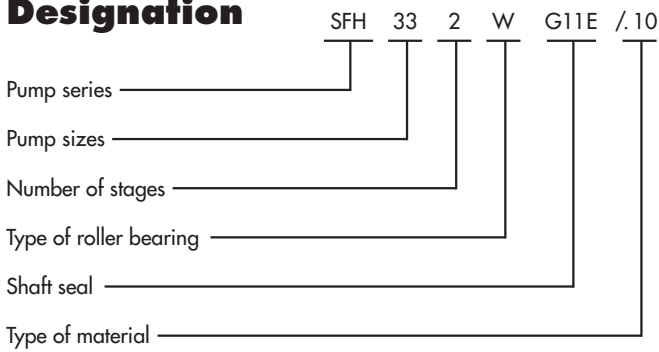 Designation
SFH 33 2 W G11E /. 10
Pump series
Pump sizes
Number of stages
Type of roller bearing
Shaft seal
Type of material